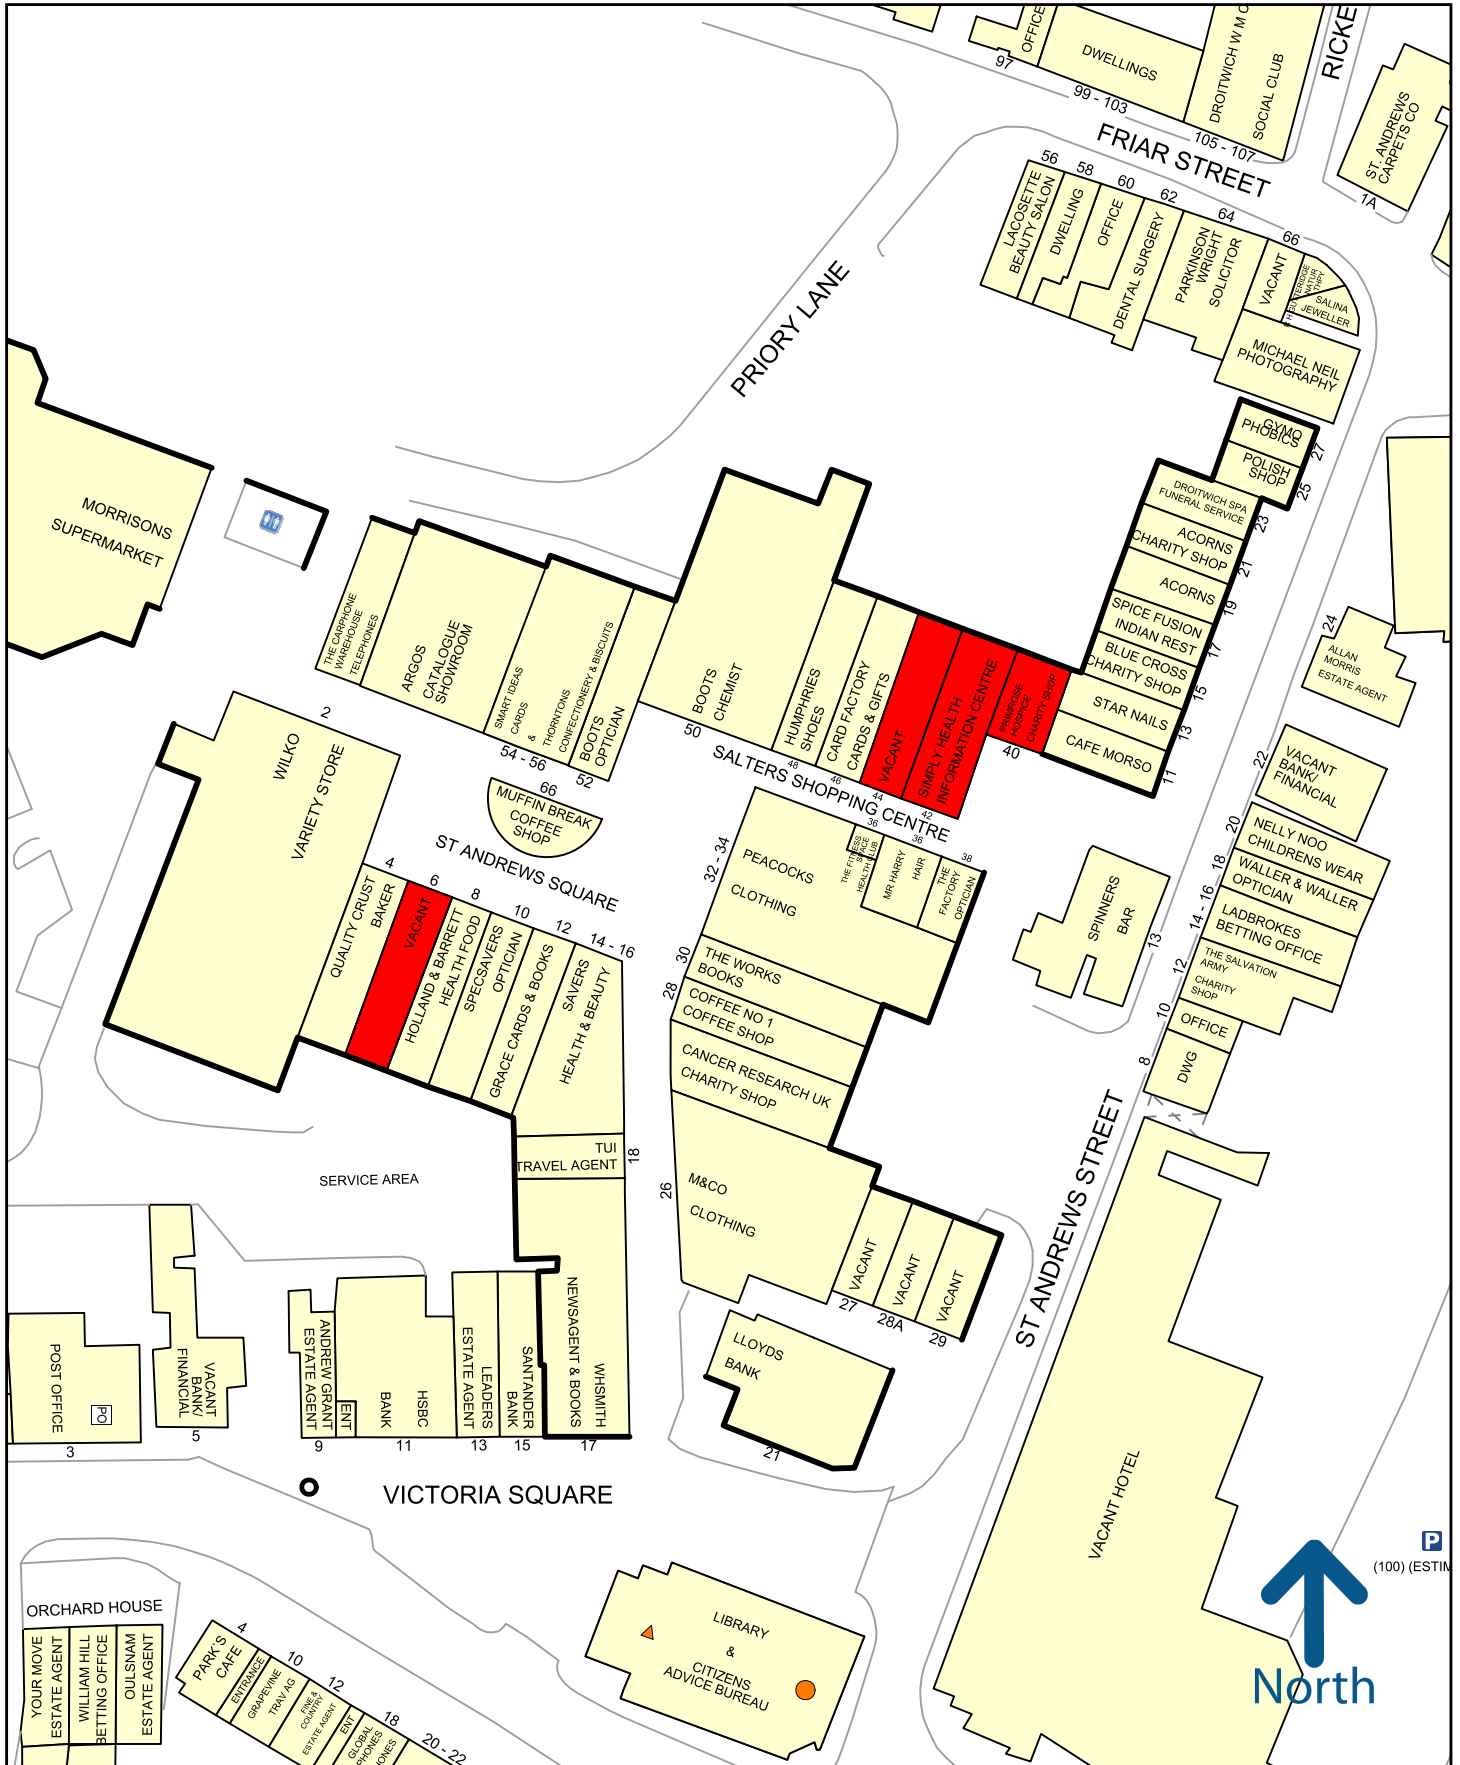 OFFICE
97
DWELLINGS
99 - 103
DROITWICH W M C
SOCIAL CLUB
105 - 107
RICKE
ST. ANDREWS
CARPETS CO
1A
FRIAR STREET
56
58
60
62
64
66
LACOSETTE
BEAUTY SALON
DWELLING
OFFICE
DENTAL SURGERY
PARKINSON
WRIGHT
SOLICITOR
VACANT
SALINA
JEWELLER
MICHAEL NEIL
PHOTOGRAPHY
PRIORY LANE
GYMO
PHOBICS
27
POLISH
SHOP
25
DROITWICH SPA
FUNERAL SERVICE
23
ACORNS
CHARITY SHOP
21
ACORNS
19
SPICE FUSION
INDIAN REST
17
BLUE CROSS
CHARITY SHOP
15
STAR NAILS
13
CAFE MORSO
11
MORRISONS
SUPERMARKET
THE CARPHONE
WAREHOUSE
TELEPHONES
ARGOS
CATALOGUE
SHOWROOM
SMART IDEAS
CARDS
&
THORNTONS
CONFECTIONERY & BISCUITS
54 - 56
BOOTS
OPTICIAN
52
BOOTS
CHEMIST
50
HUMPHRIES
SHOES
48
CARD FACTORY
CARDS & GIFTS
46
VACANT
44
SIMPLY HEALTH
INFORMATION CENTRE
42
PRIMROSE
HOSPICE
CHARITY SHOP
40
SALTERS SHOPPING CENTRE
24
ALLAN
MORRIS
ESTATE AGENT
22
VACANT
BANK/
FINANCIAL
20
NELLY NOO
CHILDRENS WEAR
18
WALLER & WALLER
OPTICIAN
14 - 16
LADBROKES
BETTING OFFICE
12
THE SALVATION
ARMY
CHARITY
SHOP
10
OFFICE
8
DWG
2
WILKO
VARIETY STORE
66
MUFFIN BREAK
COFFEE
SHOP
ST ANDREWS SQUARE
4
QUALITY CRUST
BAKER
6
VACANT
8
HOLLAND & BARRETT
HEALTH FOOD
10
SPECSAVERS
OPTICIAN
12
GRACE CARDS & BOOKS
14 - 16
SAVERS
HEALTH & BEAUTY
32 - 34
PEACOCKS
CLOTHING
36
THE FITNESS
SPACE
HEALTH CLUB
36
MR HARRY
HAIR
38
THE
FACTORY
OPTICIAN
30
THE WORKS
BOOKS
28
COFFEE NO 1
COFFEE SHOP
CANCER RESEARCH UK
CHARITY SHOP
26
M&CO
CLOTHING
SPINNERS
BAR
13
TUI
TRAVEL AGENT
18
SERVICE AREA
VACANT
27
VACANT
28A
VACANT
29
ST ANDREWS STREET
LLOYDS
BANK
21
POST OFFICE
PO
3
VACANT
BANK/
FINANCIAL
5
ANDREW GRANT
ESTATE AGENT
9
ENT
HSBC
BANK
11
LEADERS
ESTATE AGENT
13
SANTANDER
BANK
15
WHSMITH
NEWSAGENT & BOOKS
17
VICTORIA SQUARE
VACANT HOTEL
P
(100) (ESTIM
North
LIBRARY
&
CITIZENS
ADVICE BUREAU
ORCHARD HOUSE
YOUR MOVE
ESTATE AGENT
WILLIAM HILL
BETTING OFFICE
OULSNAM
ESTATE AGENT
4
PARK'S
CAFE
ENTRANCE
10
GRAPEVINE
TRAV AG
12
FINE &
COUNTRY
ESTATE AGENT
ENT
18
GLOBAL
PHONES
20 - 22
ONES